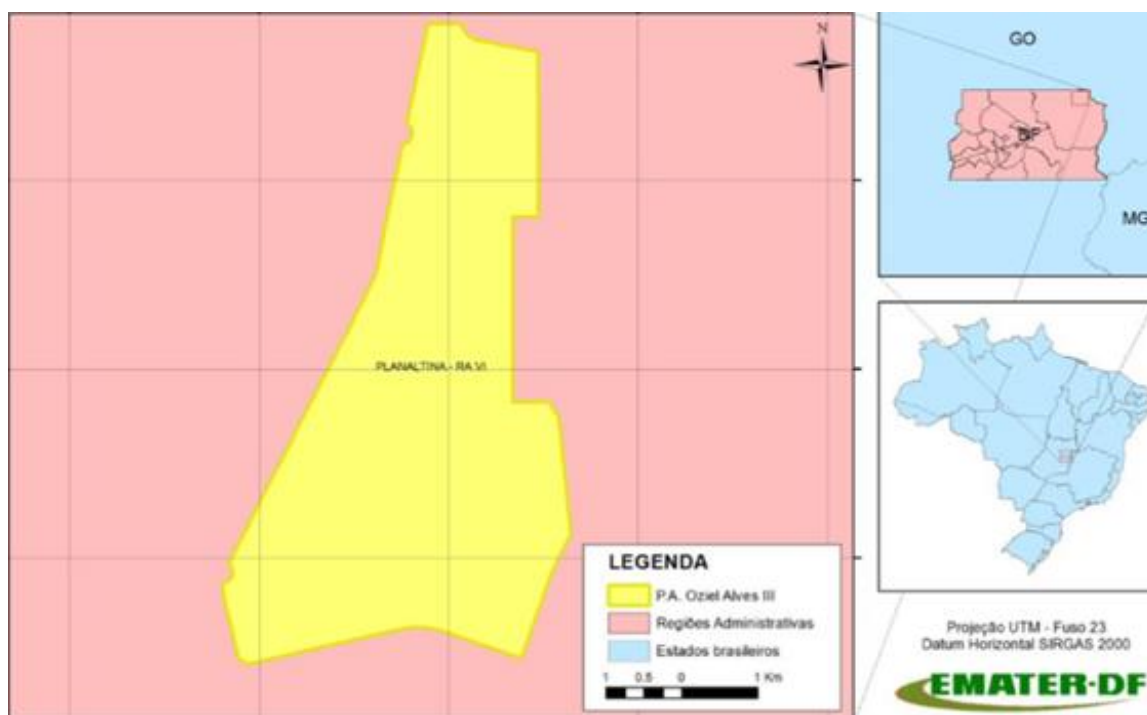 N
PLANALTINA - RA VI
GO
DF
MG
LEGENDA
P.A. Oziel Alves III
Regiões Administrativas
Estados brasileiros
1 0.5 0 1 Km
Projeção UTM - Fuso 23
Datum Horizontal SIRGAS 2000
EMATER-DF